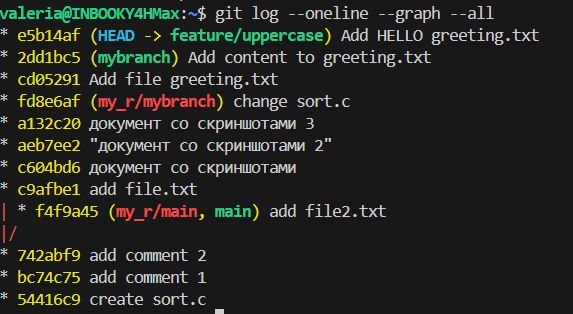 valeria@INBOOKY4HMax:~$ git log --oneline --graph --all
* e5b14af (HEAD -> feature/uppercase) Add HELLO greeting.txt
* 2dd1bc5 (mybranch) Add content to greeting.txt
* cd05291 Add file greeting.txt
* fd8e6af (my_r/mybranch) change sort.c
* a132c20 документ со скриншотами 3
* aeb7ee2 "документ со скриншотами 2"
* c604bd6 документ со скриншотами
* c9afbe1 add file.txt
| * f4f9a45 (my_r/main, main) add file2.txt
|/
* 742abf9 add comment 2
* bc74c75 add comment 1
* 54416c9 create sort.c